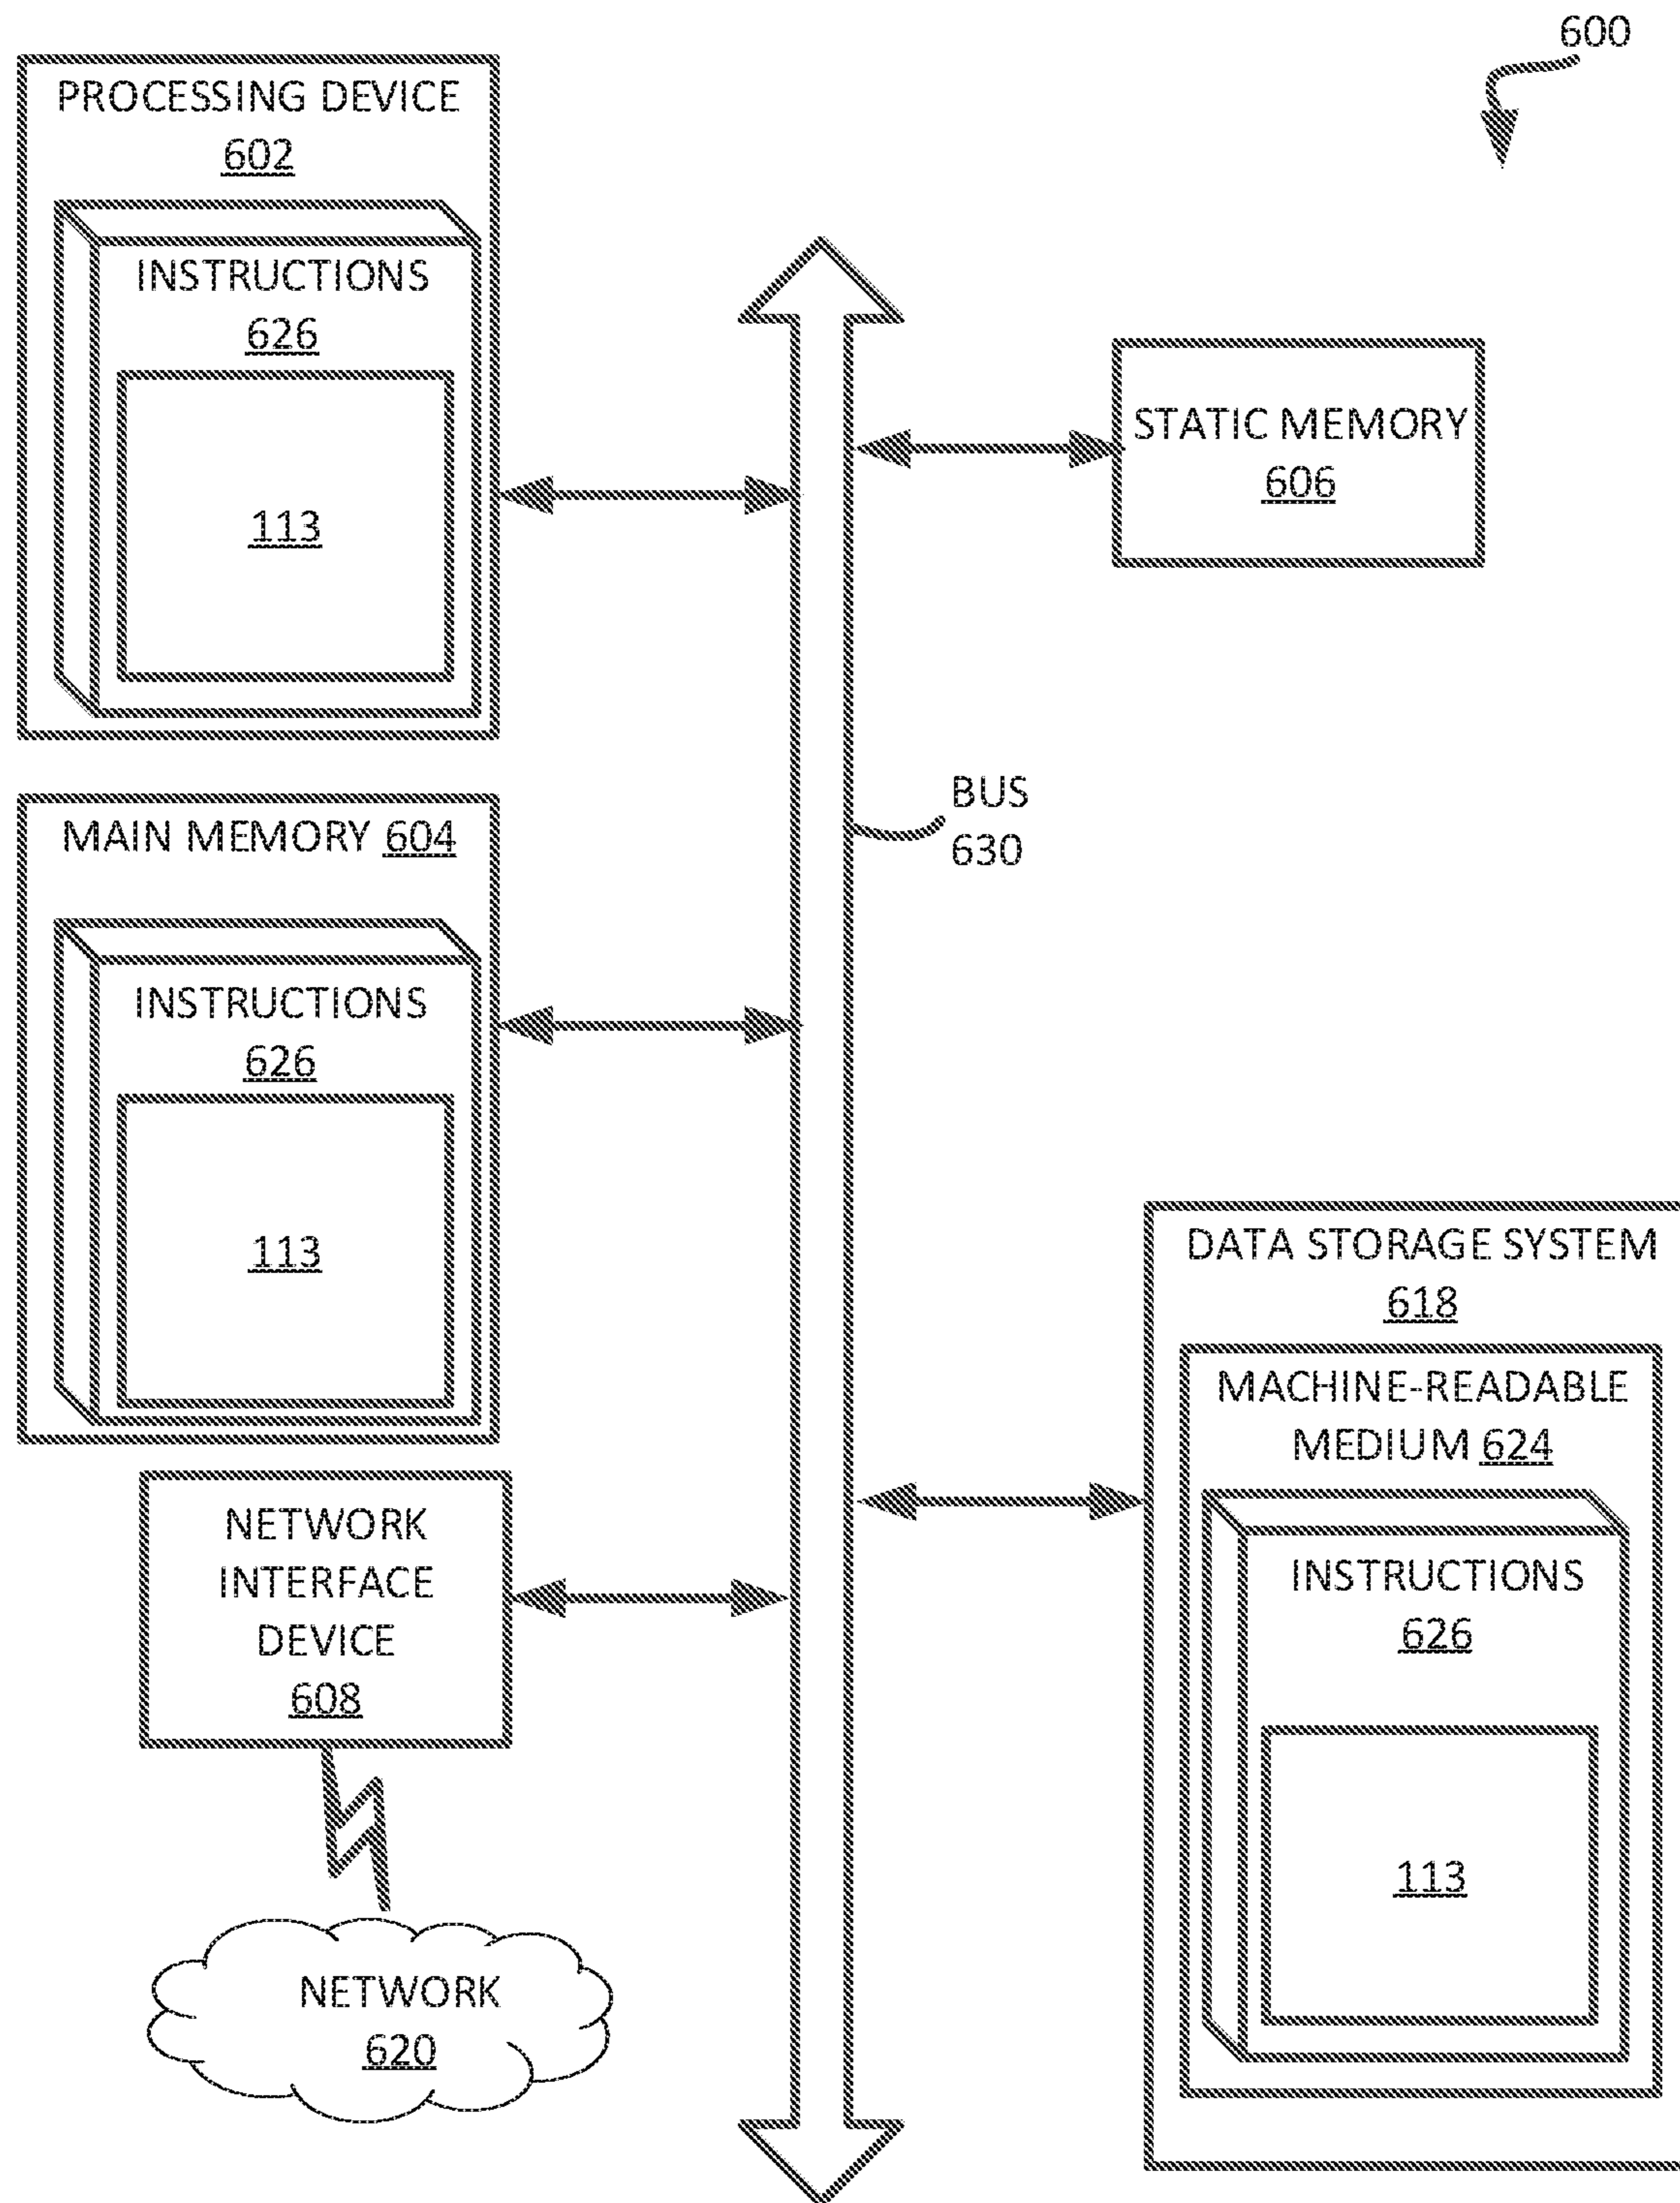 600
PROCESSING DEVICE
602
INSTRUCTIONS
626
113
STATIC MEMORY
606
BUS
630
MAIN MEMORY 604
INSTRUCTIONS
626
113
DATA STORAGE SYSTEM
618
MACHINE-READABLE
MEDIUM 624
INSTRUCTIONS
626
113
NETWORK
INTERFACE
DEVICE
608
NETWORK
620